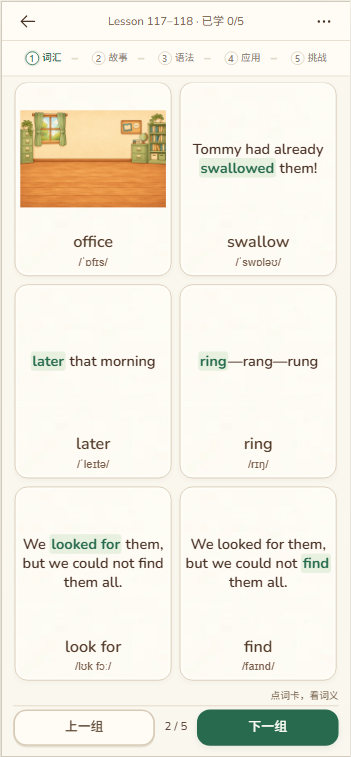 Lesson 117–118 · 已学 0/5
1 词汇 – 2 故事 – 3 语法 – 4 应用 – 5 挑战
office
/ˈɒfɪs/
Tommy had already
swallowed them!
swallow
/ˈswɒləʊ/
later that morning
later
/ˈleɪtə/
ring—rang—rung
ring
/rɪŋ/
We looked for them,
but we could not find
them all.
look for
/lʊk fɔː/
We looked for them,
but we could not find
them all.
find
/faɪnd/
点词卡，看词义
上一组
2 / 5
下一组